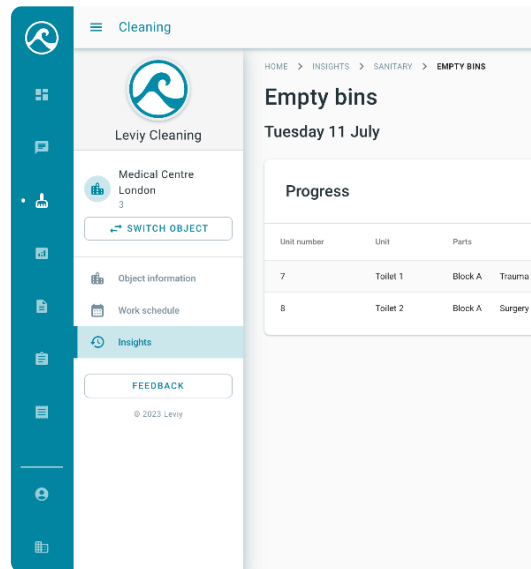 Cleaning
Leviy Cleaning
Medical Centre
London
3
SWITCH OBJECT
Object information
Work schedule
Insights
FEEDBACK
© 2023 Leviy
HOME > INSIGHTS > SANITARY > EMPTY BINS
Empty bins
Tuesday 11 July
Progress
Unit number Unit Parts
7 Toilet 1 Block A Trauma
8 Toilet 2 Block A Surgery